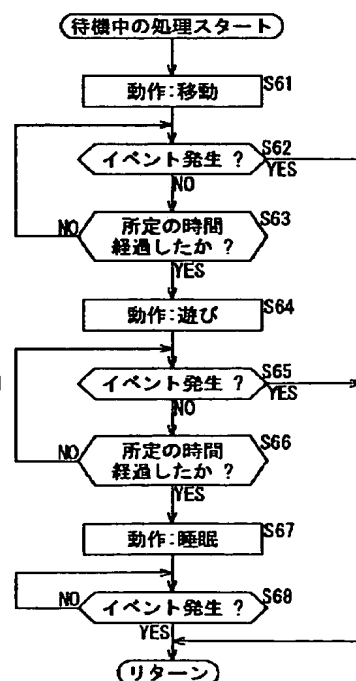 待機中の処理スタート
動作:移動 S61
イベント発生 ? S62
YES
NO
所定の時間 S63
経過したか ?
NO
YES
動作:遊び S64
イベント発生 ? S65
YES
NO
所定の時間 S66
経過したか ?
NO
YES
動作:睡眠 S67
イベント発生 ? S68
NO
YES
リターン